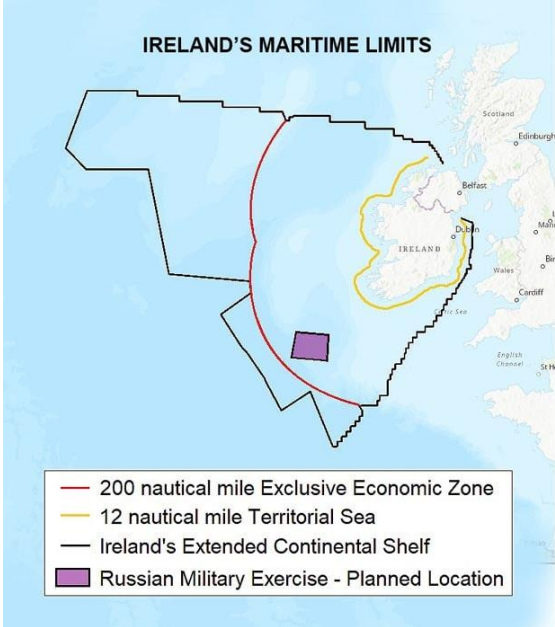 IRELAND'S MARITIME LIMITS
Scotland
Edinburgh
Belfast
Dublin
IRELAND
Wales
Cardiff
Sea
English
Channel
200 nautical mile Exclusive Economic Zone
12 nautical mile Territorial Sea
Ireland's Extended Continental Shelf
Russian Military Exercise - Planned Location